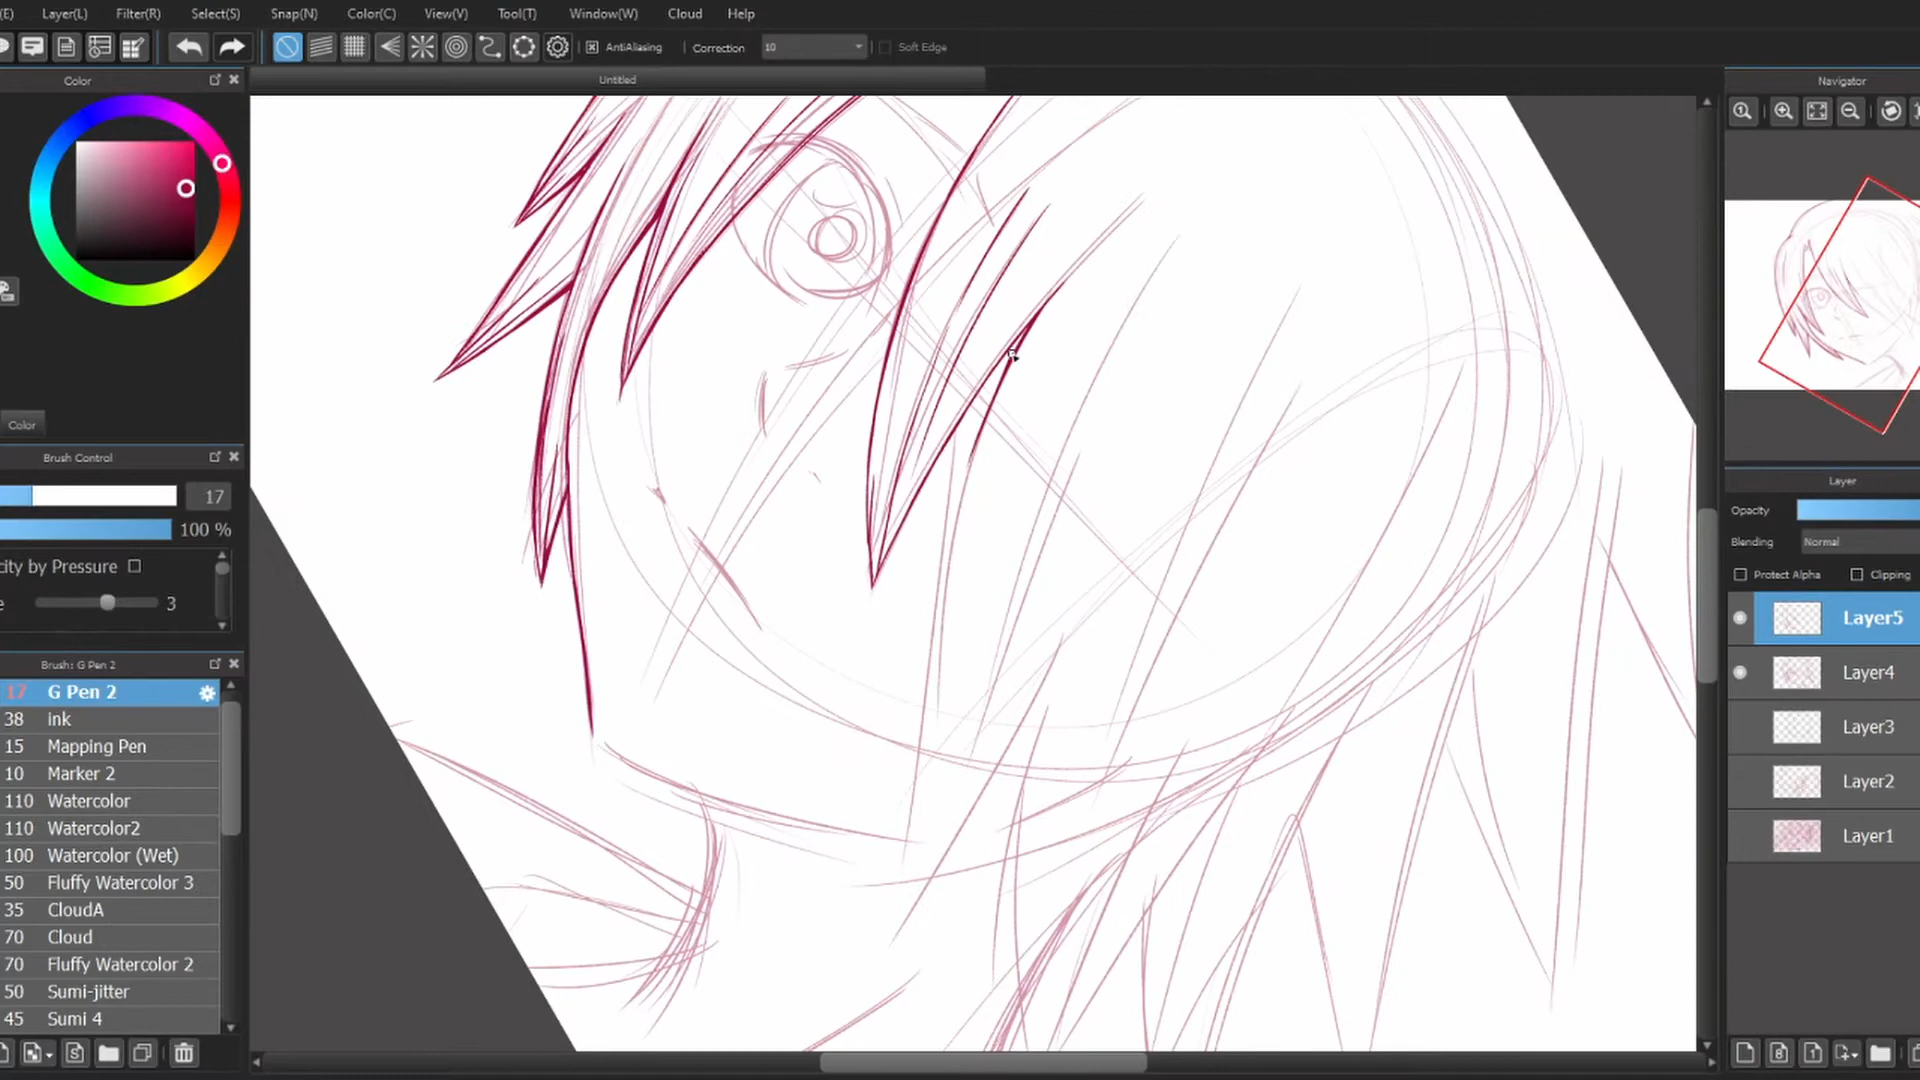 (E) Layer(L) Filter(R) Select(S) Snap(N) Color(C) View(V) Tool(T) Window(W) Cloud Help
AntiAliasing Correction 10 Soft Edge
Color
Untitled
Navigator
Color
Brush Control
17
100 %
city by Pressure
e 3
Brush: G Pen 2
17 G Pen 2
38 ink
15 Mapping Pen
10 Marker 2
110 Watercolor
110 Watercolor2
100 Watercolor (Wet)
50 Fluffy Watercolor 3
35 CloudA
70 Cloud
70 Fluffy Watercolor 2
50 Sumi-jitter
45 Sumi 4
Layer
Opacity
Blending Normal
Protect Alpha Clipping
Layer5
Layer4
Layer3
Layer2
Layer1